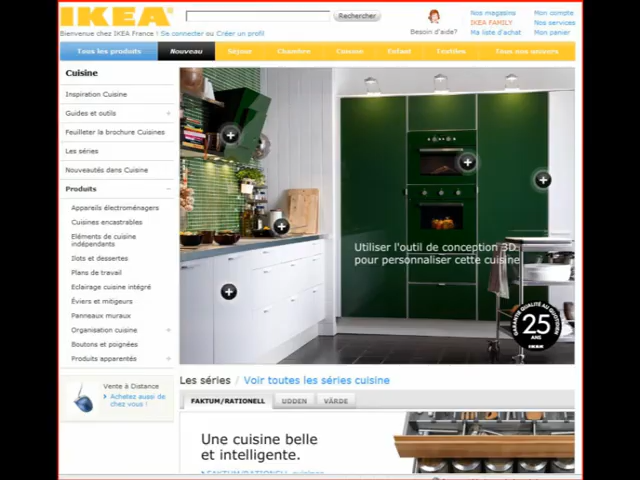 IKEA
Rechercher
Besoin d'aide?
Nos magasins
IKEA FAMILY
Ma liste d'achat
Mon compte
Nos services
Mon panier
Bienvenue chez IKEA France ! Se connecter ou Créer un profil
Tous les produits
Nouveau
Séjour
Chambre
Cuisine
Enfant
Textiles
Tous nos univers
Cuisine
Inspiration Cuisine
Guides et outils
Feuilleter la brochure Cuisines
Les séries
Nouveautés dans Cuisine
Produits
Appareils électroménagers
Cuisines encastrables
Eléments de cuisine
indépendants
Ilots et dessertes
Plans de travail
Eclairage cuisine intégré
Éviers et mitigeurs
Panneaux muraux
Organisation cuisine
Boutons et poignées
Produits apparentés
Vente à Distance
Achetez aussi de
chez vous !
Utiliser l'outil de conception 3D
pour personnaliser cette cuisine
GARANTIE QUALITÉ AU QUOTIDIEN
25
ANS
IKEA
Les séries / Voir toutes les séries cuisine
FAKTUM/RATIONELL
UDDEN
VÄRDE
Une cuisine belle
et intelligente.